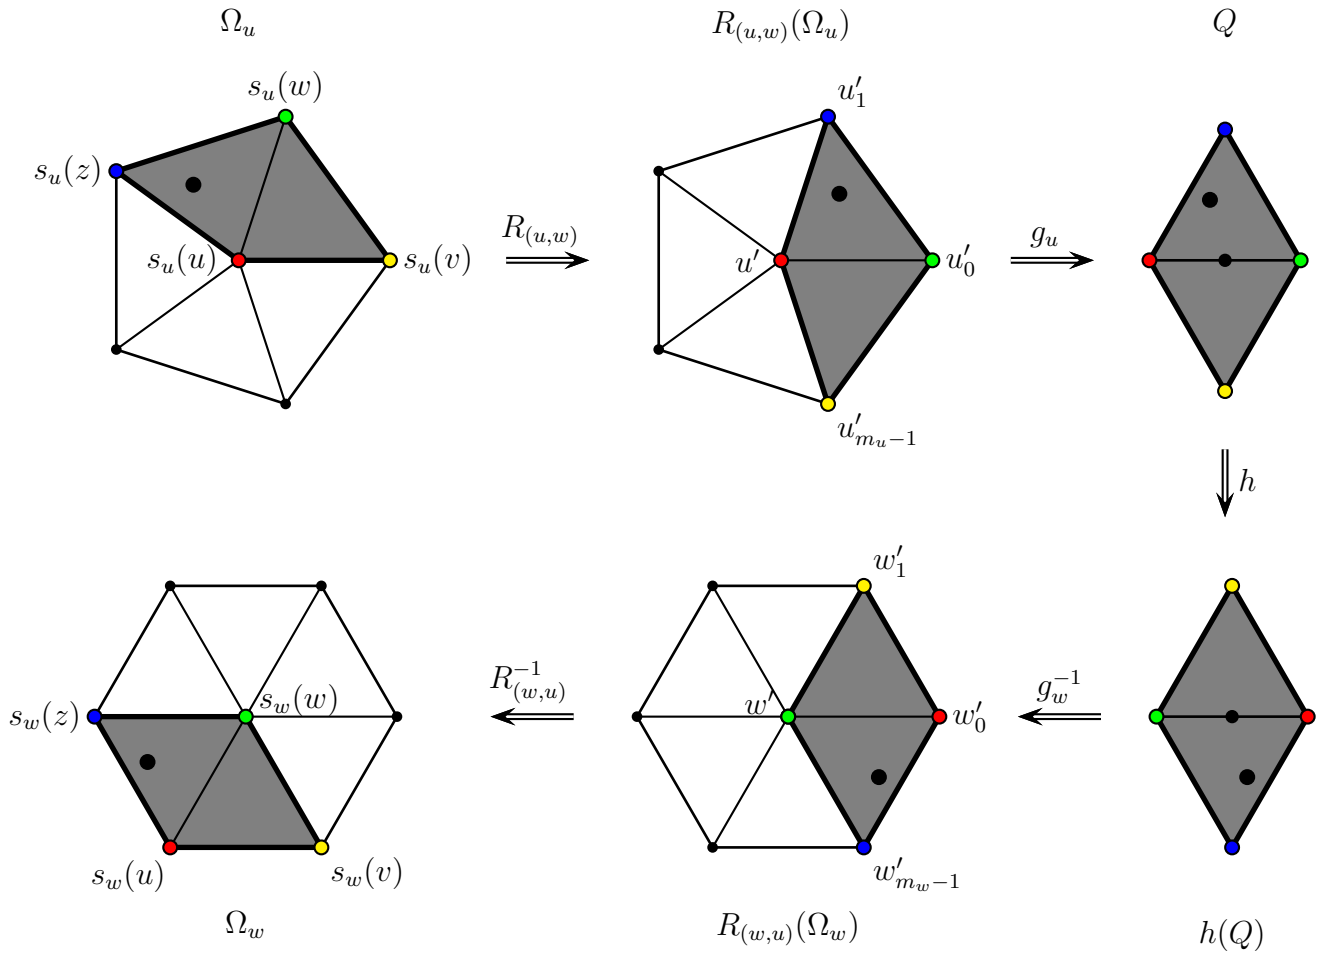 Ω_u
R_{(u,w)}(Ω_u)
Q
s_u(w)
u'_1
s_u(z)
s_u(u)
s_u(v)
R_{(u,w)}
u'
u'_0
g_u
u'_{m_u−1}
h
w'_1
s_w(z)
s_w(w)
R^{−1}_{(w,u)}
w'
w'_0
g^{−1}_w
s_w(u)
s_w(v)
w'_{m_w−1}
Ω_w
R_{(w,u)}(Ω_w)
h(Q)